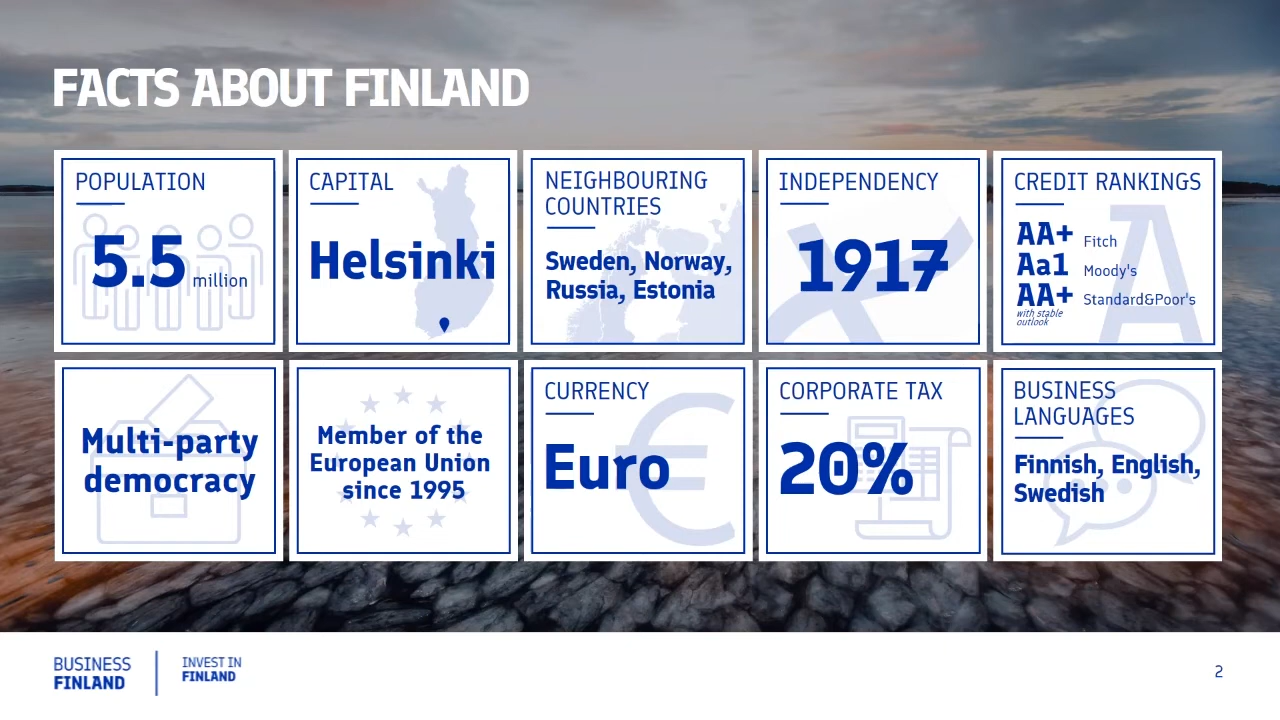 FACTS ABOUT FINLAND
POPULATION
5.5 million
CAPITAL
Helsinki
NEIGHBOURING
COUNTRIES
Sweden, Norway,
Russia, Estonia
INDEPENDENCY
1917
CREDIT RANKINGS
AA+ Fitch
Aa1 Moody's
AA+ Standard&Poor's
with stable
outlook
Multi-party
democracy
Member of the
European Union
since 1995
CURRENCY
Euro
CORPORATE TAX
20%
BUSINESS
LANGUAGES
Finnish, English,
Swedish
BUSINESS
FINLAND
INVEST IN
FINLAND
2